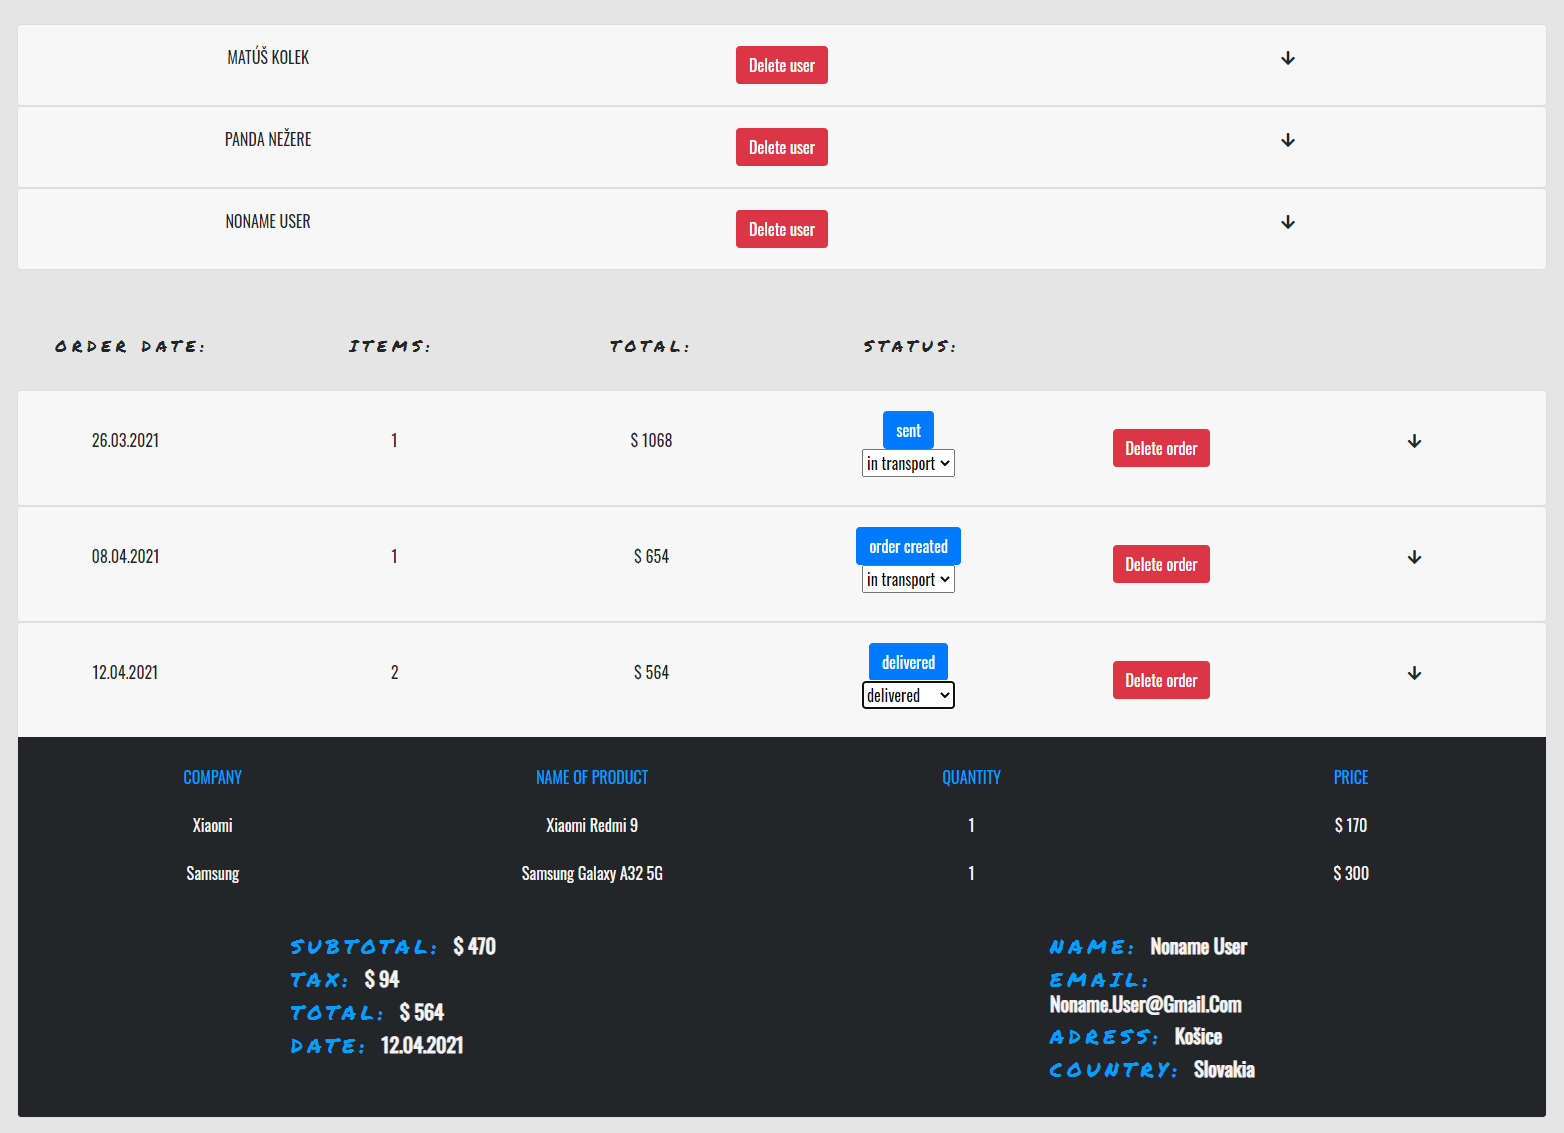 MATÚŠ KOLEK Delete user
PANDA NEŽERE Delete user
NONAME USER Delete user
ORDER DATE: ITEMS: TOTAL: STATUS:
26.03.2021 1 $ 1068 sent Delete order
in transport
08.04.2021 1 $ 654 order created Delete order
in transport
12.04.2021 2 $ 564 delivered Delete order
delivered
COMPANY NAME OF PRODUCT QUANTITY PRICE
Xiaomi Xiaomi Redmi 9 1 $ 170
Samsung Samsung Galaxy A32 5G 1 $ 300
SUBTOTAL: $ 470
TAX: $ 94
TOTAL: $ 564
DATE: 12.04.2021
NAME: Noname User
EMAIL:
Noname.User@Gmail.Com
ADRESS: Košice
COUNTRY: Slovakia